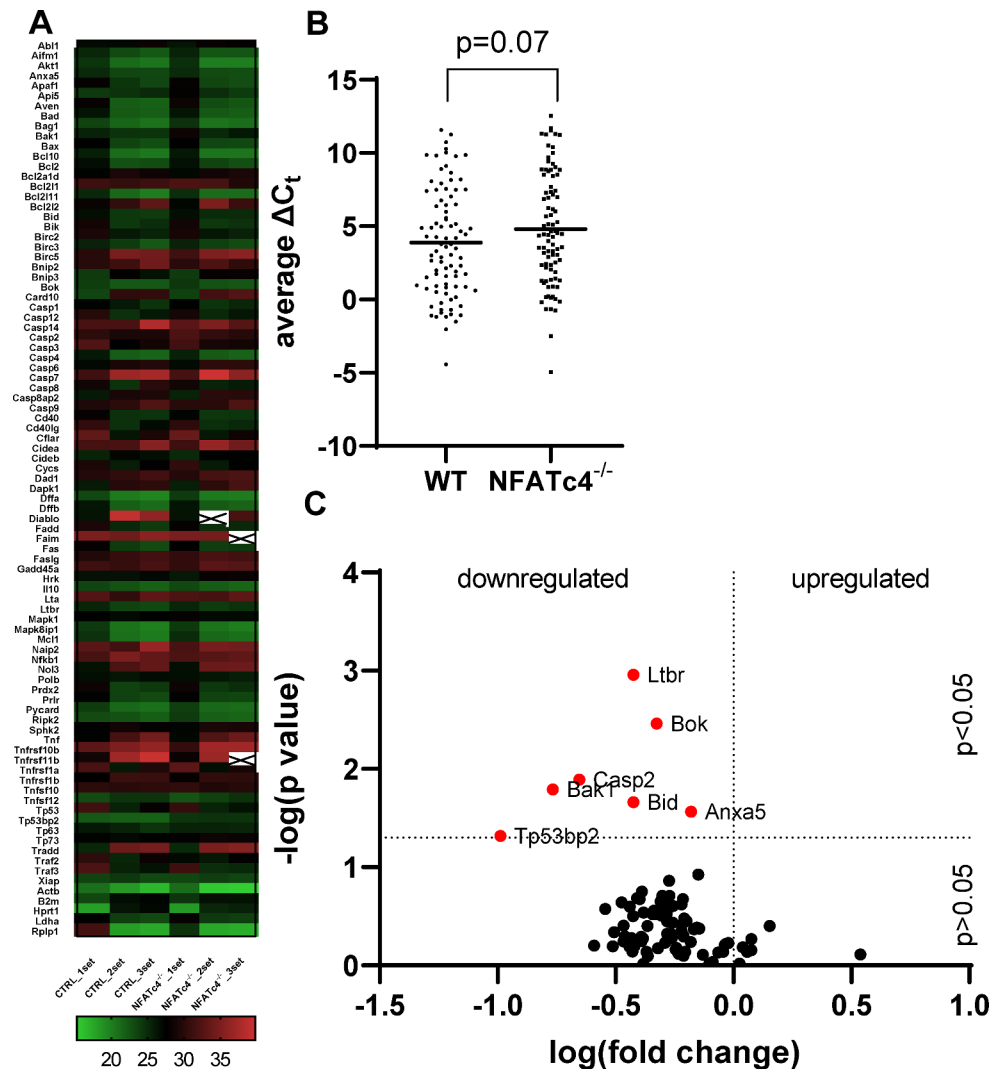 A
Abl1
Aifm1
Akt1
Anxa5
Apaf1
Api5
Aven
Bad
Bag1
Bak1
Bax
Bcl10
Bcl2
Bcl2a1d
Bcl2l1
Bcl2l11
Bcl2l2
Bid
Bik
Birc2
Birc3
Birc5
Bnip2
Bnip3
Bok
Card10
Casp1
Casp12
Casp14
Casp2
Casp3
Casp4
Casp6
Casp7
Casp8
Casp8ap2
Casp9
Cd40
Cd40lg
Cflar
Cidea
Cideb
Cycs
Dad1
Dapk1
Dffa
Dffb
Diablo
Fadd
Faim
Fas
Faslg
Gadd45a
Hrk
Il10
Lta
Ltbr
Mapk1
Mapk8ip1
Mcl1
Naip2
Nfkb1
Nol3
Polb
Prdx2
Prlr
Pycard
Ripk2
Sphk2
Tnf
Tnfrsf10b
Tnfrsf11b
Tnfrsf1a
Tnfrsf1b
Tnfsf10
Tnfsf12
Tp53
Tp53bp2
Tp63
Tp73
Tradd
Traf2
Traf3
Xiap
Actb
B2m
Hprt1
Ldha
Rplp1
CTRL_1set
CTRL_2set
CTRL_3set
NFATc4⁻/⁻_1set
NFATc4⁻/⁻_2set
NFATc4⁻/⁻_3set
20 25 30 35
B
p=0.07
average ΔCt
15
10
5
0
-5
-10
WT NFATc4⁻/⁻
C
downregulated upregulated
-log(p value)
4
3
2
1
0
Ltbr
Bok
Casp2
Bak1
Bid
Anxa5
Tp53bp2
p<0.05
p>0.05
-1.5 -1.0 -0.5 0.0 0.5 1.0
log(fold change)